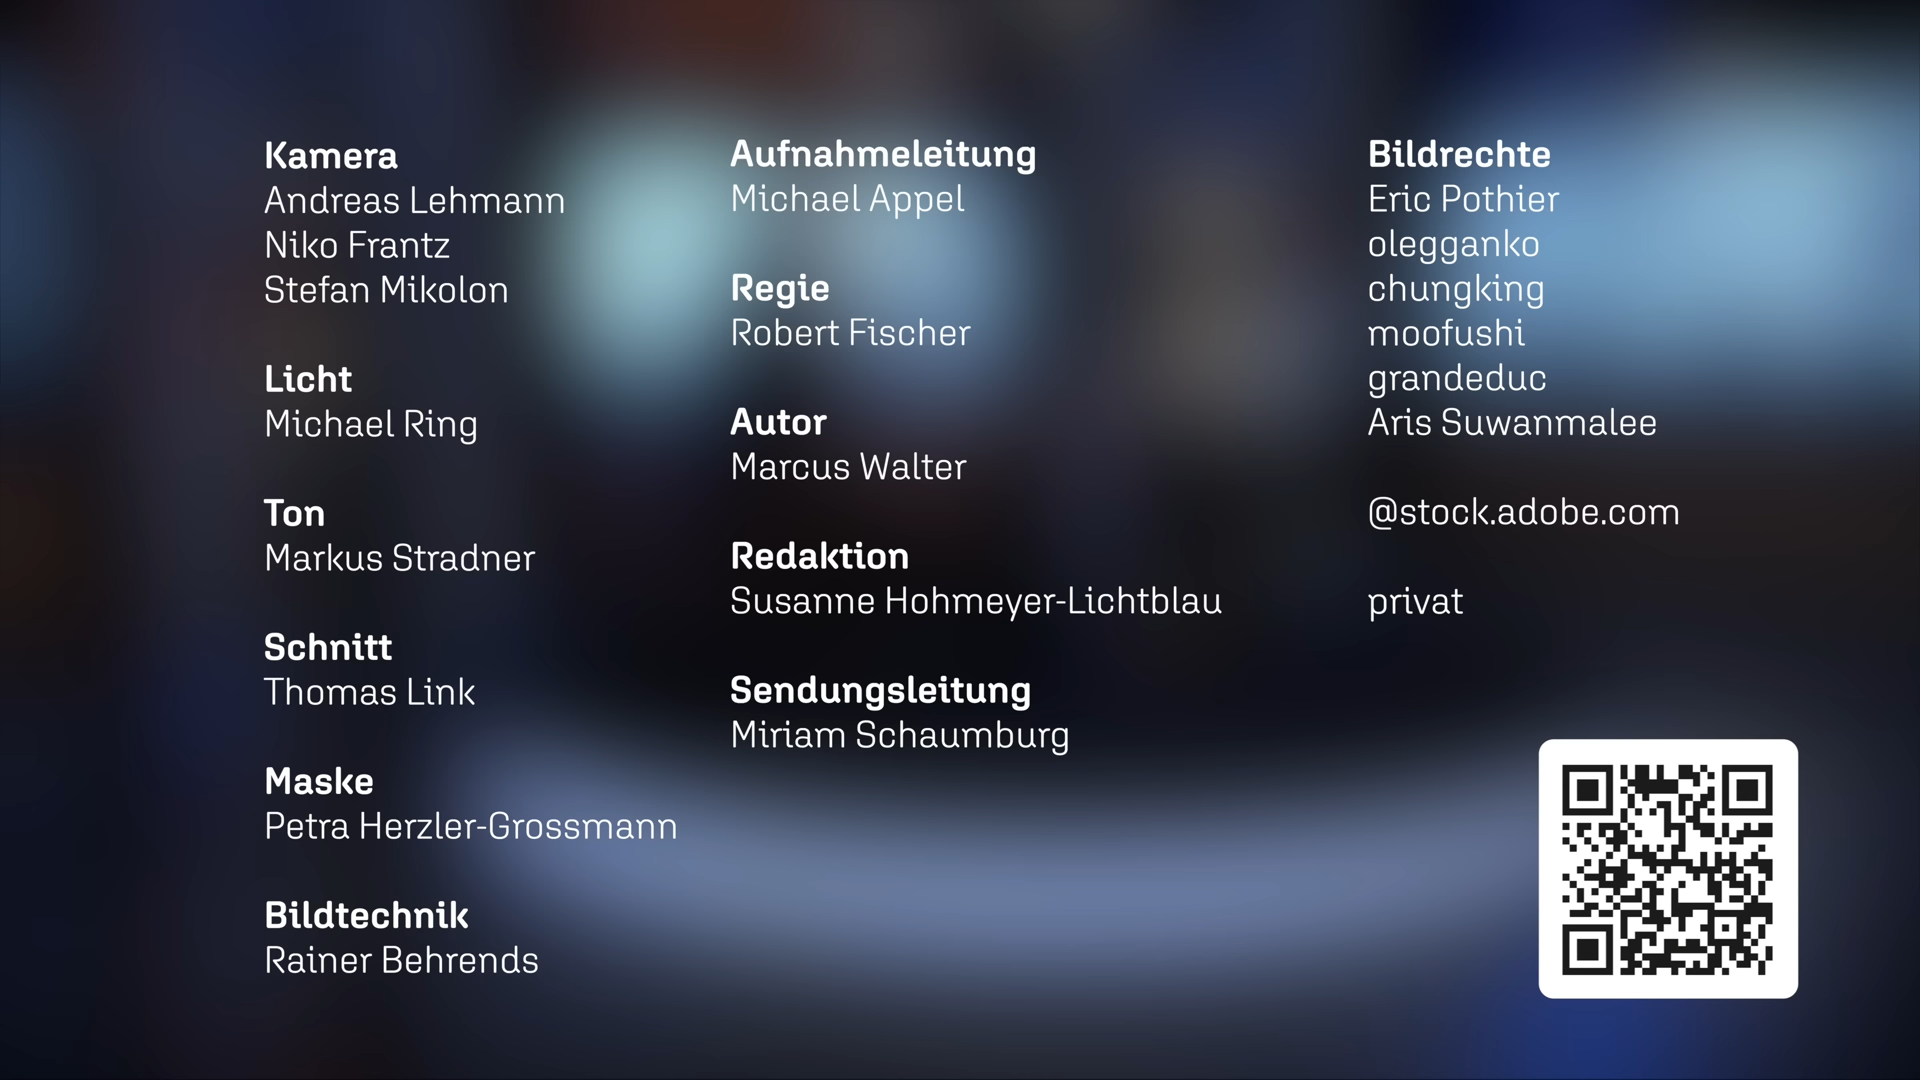 Kamera
Andreas Lehmann
Niko Frantz
Stefan Mikolon
Licht
Michael Ring
Ton
Markus Stradner
Schnitt
Thomas Link
Maske
Petra Herzler-Grossmann
Bildtechnik
Rainer Behrends
Aufnahmeleitung
Michael Appel
Regie
Robert Fischer
Autor
Marcus Walter
Redaktion
Susanne Hohmeyer-Lichtblau
Sendungsleitung
Miriam Schaumburg
Bildrechte
Eric Pothier
olegganko
chungking
moofushi
grandeduc
Aris Suwanmalee
@stock.adobe.com
privat